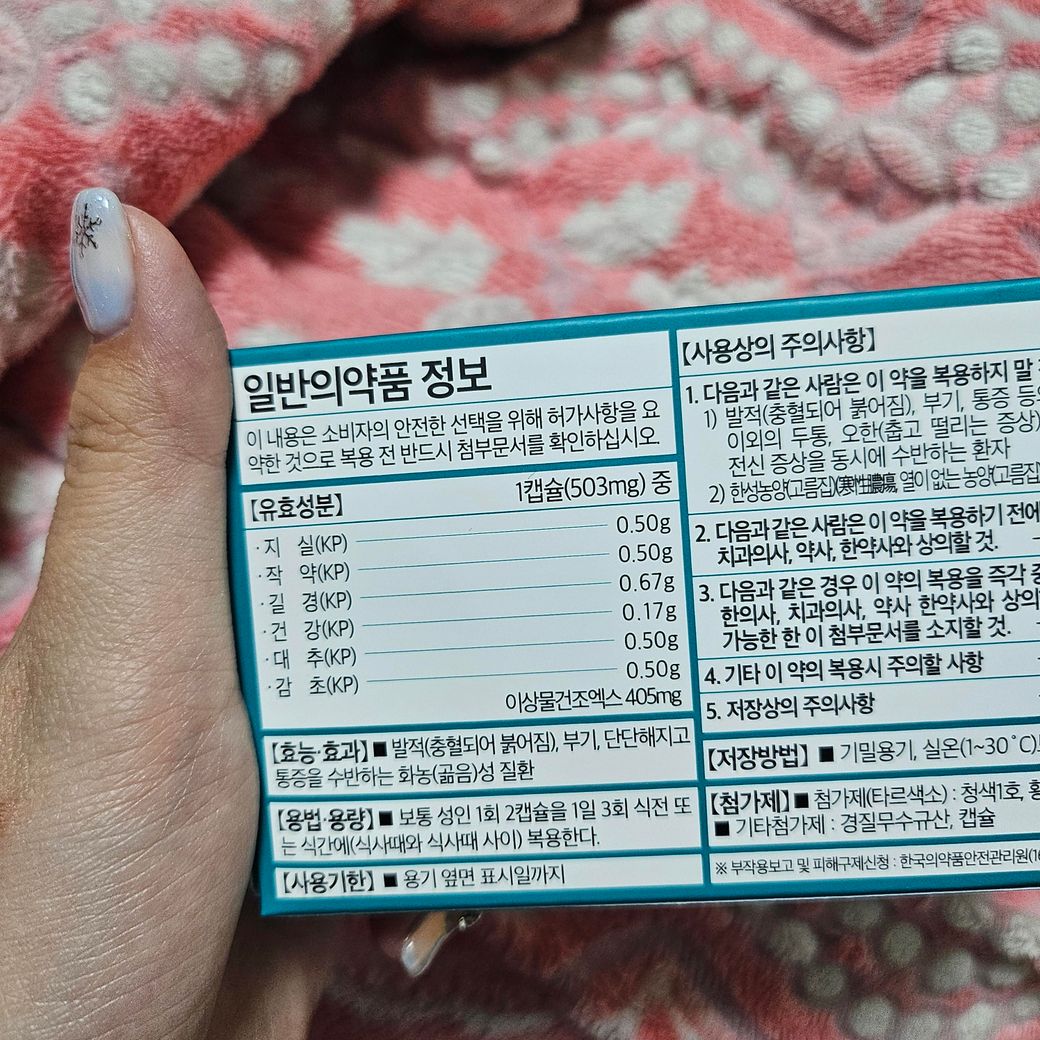 일반의약품 정보
이 내용은 소비자의 안전한 선택을 위해 허가사항을 요
약한 것으로 복용 전 반드시 첨부문서를 확인하십시오.
【유효성분】 1캡슐(503mg) 중
·지 실(KP) 0.50g
·작 약(KP) 0.50g
·길 경(KP) 0.67g
·건 강(KP) 0.17g
·대 추(KP) 0.50g
·감 초(KP) 0.50g
이상물건조엑스 405mg
【효능·효과】 ■ 발적(충혈되어 붉어짐), 부기, 단단해지고
통증을 수반하는 화농(곪음)성 질환
【용법·용량】 ■ 보통 성인 1회 2캡슐을 1일 3회 식전 또
는 식간에(식사때와 식사때 사이) 복용한다.
【사용기한】 ■ 용기 옆면 표시일까지
【사용상의 주의사항】
1. 다음과 같은 사람은 이 약을 복용하지 말
1) 발적(충혈되어 붉어짐), 부기, 통증
이외의 두통, 오한(춥고 떨리는 증상)
전신 증상을 동시에 수반하는 환자
2) 한성농양(고름집)(寒性膿瘍, 열이 없는 농양(고름집)
2. 다음과 같은 사람은 이 약을 복용하기 전에
치과의사, 약사, 한약사와 상의할 것.
3. 다음과 같은 경우 이 약의 복용을 즉각
한의사, 치과의사, 약사 한약사와 상의
가능한 한 이 첨부문서를 소지할 것.
4. 기타 이 약의 복용시 주의할 사항
5. 저장상의 주의사항
【저장방법】 ■ 기밀용기, 실온(1~30˚C)
【첨가제】 ■ 첨가제(타르색소) : 청색1호,
■ 기타첨가제 : 경질무수규산, 캡슐
※ 부작용보고 및 피해구제신청 : 한국의약품안전관리원(